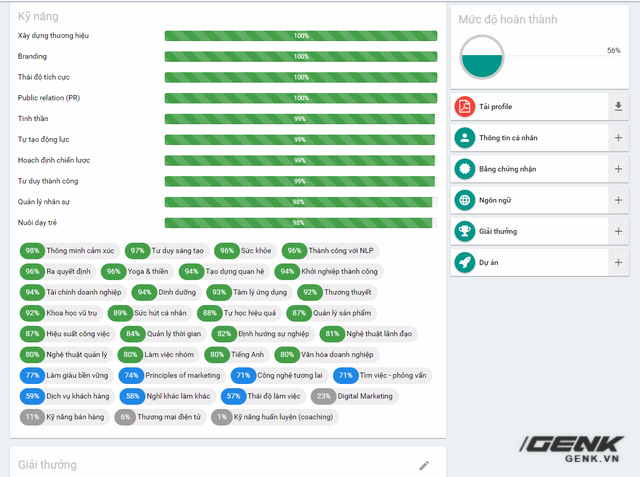 Kỹ năng
Xây dựng thương hiệu 100%
Branding 100%
Thái độ tích cực 100%
Public relation (PR) 100%
Tinh thần 99%
Tự tạo động lực 99%
Hoạch định chiến lược 99%
Tư duy thành công 99%
Quản lý nhân sự 98%
Nuôi dạy trẻ 98%
98% Thông minh cảm xúc 97% Tư duy sáng tạo 96% Sức khỏe 96% Thành công với NLP
96% Ra quyết định 96% Yoga & thiền 94% Tạo dựng quan hệ 94% Khởi nghiệp thành công
94% Tài chính doanh nghiệp 94% Dinh dưỡng 93% Tâm lý ứng dụng 92% Thương thuyết
92% Khoa học vũ trụ 89% Sức hút cá nhân 88% Tự học hiệu quả 87% Quản lý sản phẩm
87% Hiệu suất công việc 84% Quản lý thời gian 82% Định hướng sự nghiệp 81% Nghệ thuật lãnh đạo
80% Nghệ thuật quản lý 80% Làm việc nhóm 80% Tiếng Anh 80% Văn hóa doanh nghiệp
77% Làm giàu bền vững 74% Principles of marketing 71% Công nghệ tương lai 71% Tìm việc - phỏng vấn
59% Dịch vụ khách hàng 58% Nghĩ khác làm khác 57% Thái độ làm việc 23% Digital Marketing
11% Kỹ năng bán hàng 6% Thương mại điện tử 1% Kỹ năng huấn luyện (coaching)
Giải thưởng
Mức độ hoàn thành
56%
Tải profile
Thông tin cá nhân
Bằng chứng nhận
Ngôn ngữ
Giải thưởng
Dự án
GENK
GENK.VN